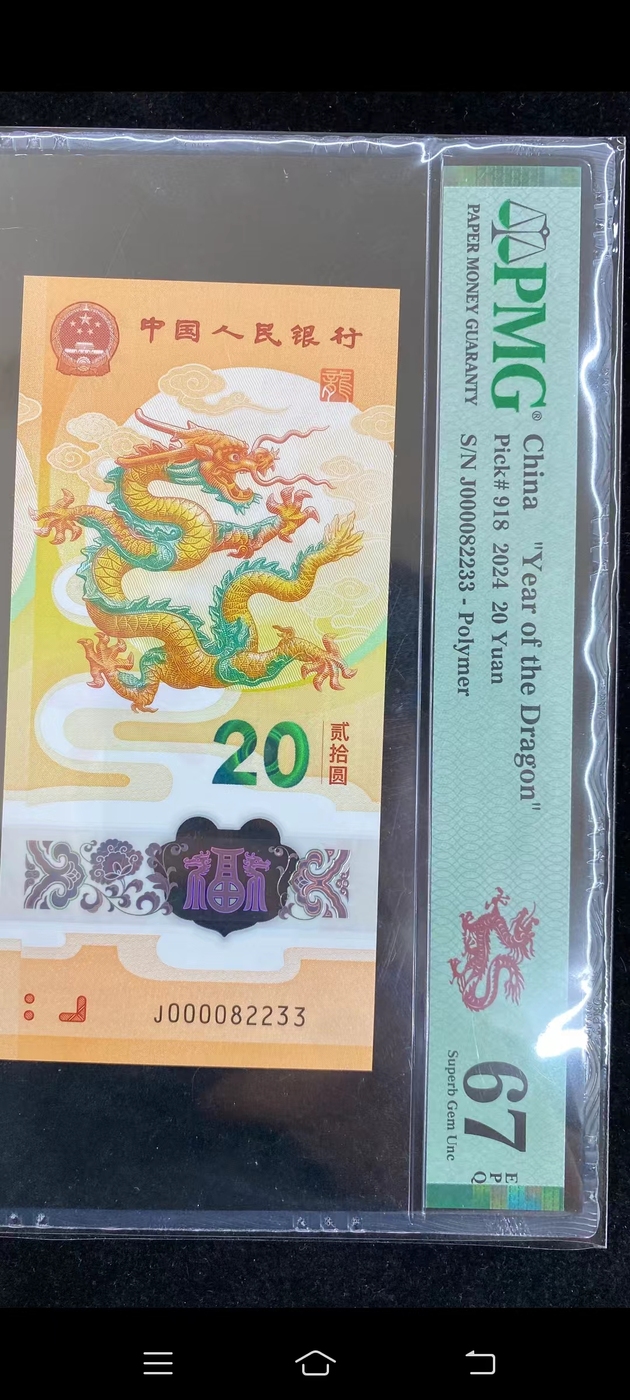 中国人民银行
龍
20
贰拾圆
J000082233
PMG®
PAPER MONEY GUARANTY
China "Year of the Dragon"
Pick# 918 2024 20 Yuan
S/N J000082233 - Polymer
67
EPQ
Superb Gem Unc